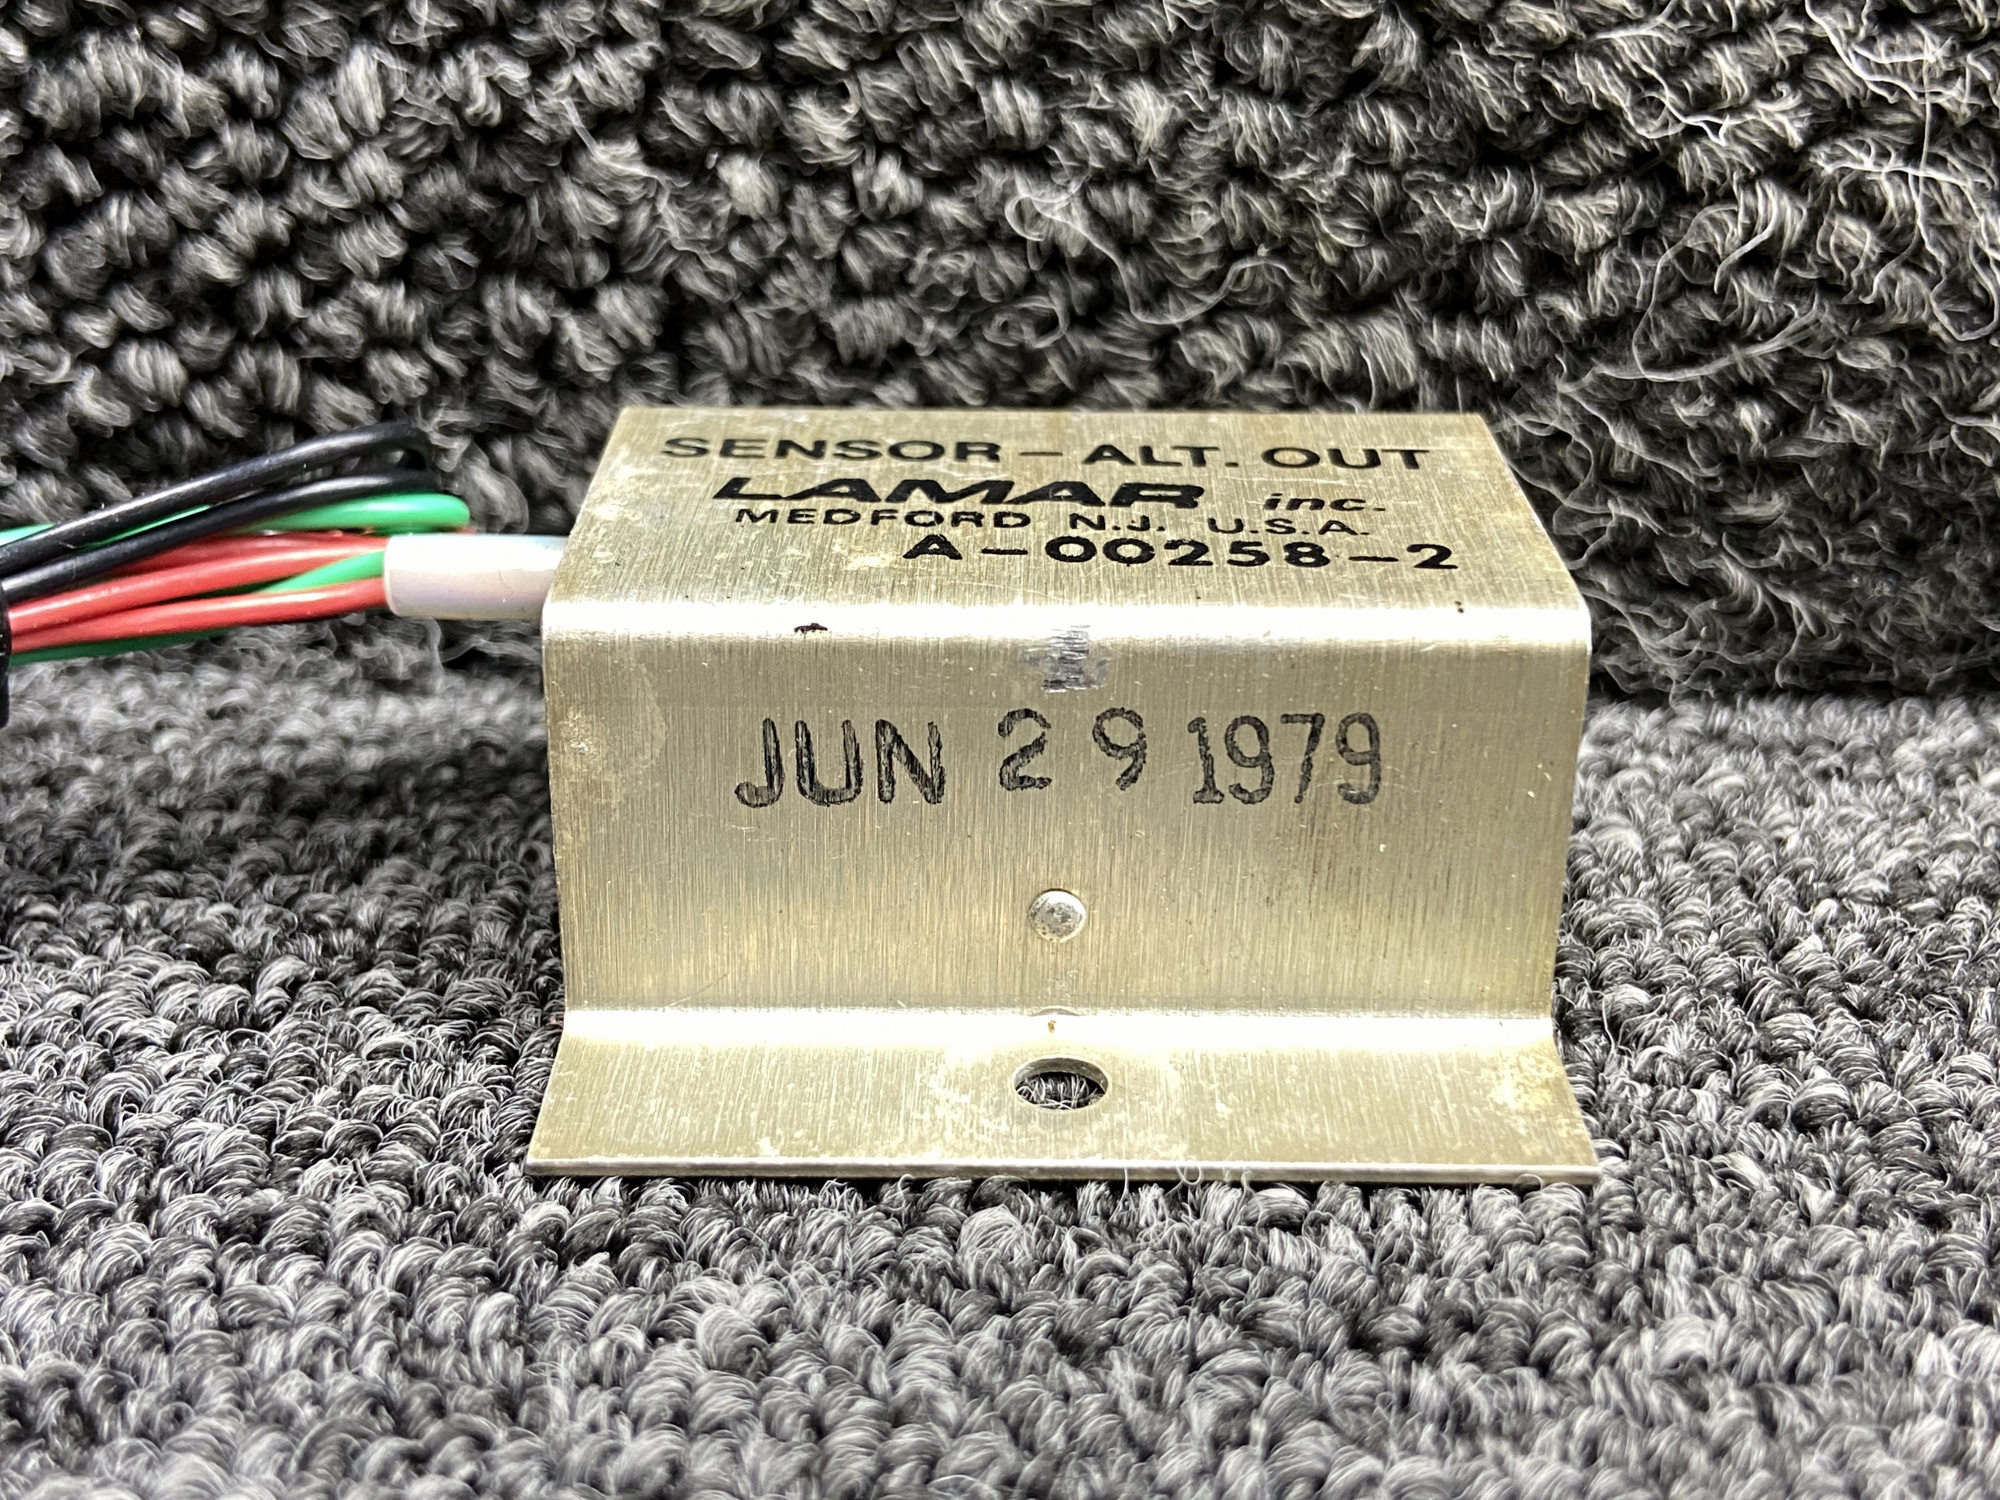 SENSOR - ALT. OUT
LAMAR inc.
MEDFORD N.J. U.S.A.
A-00258-2
JUN 29 1979